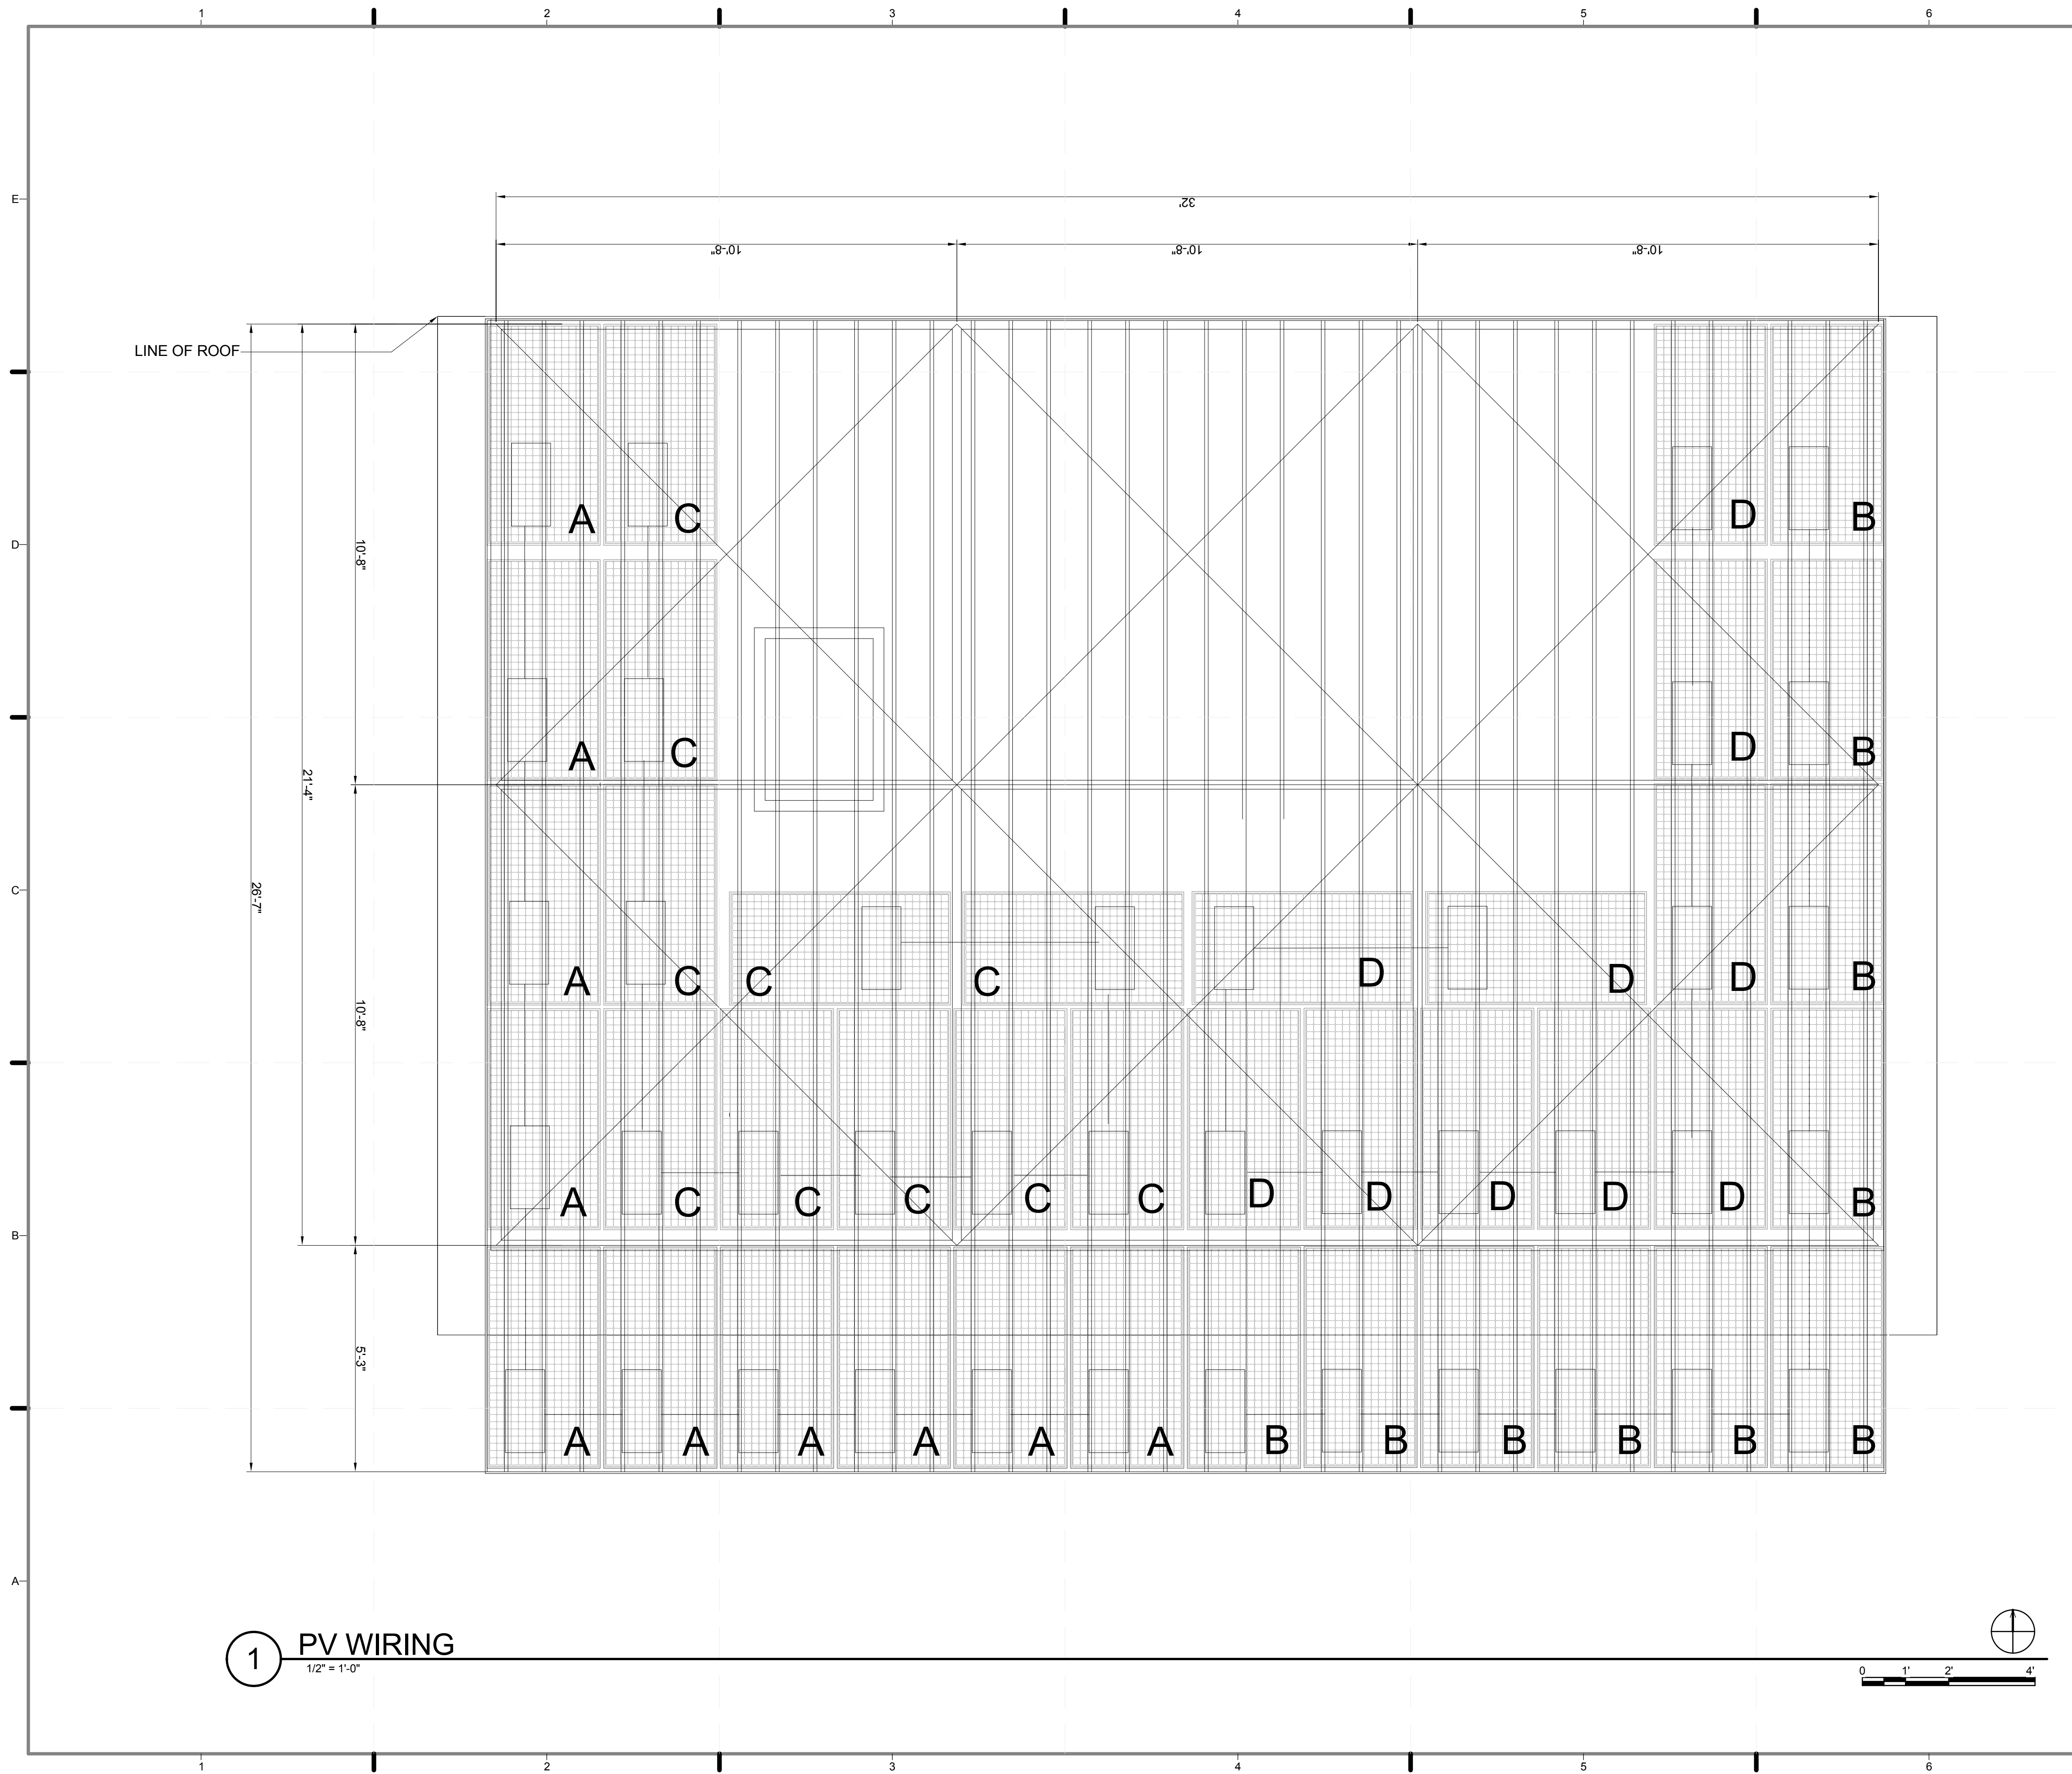 1 2 3 4 5 6
E
32'
10'-8" 10'-8" 10'-8"
LINE OF ROOF
A C D B
D
10'-8"
A C D B
21'-4"
C
26'-7"
A C C C D D D B
10'-8"
A C C C C C D D D D D B
B
5'-3"
A A A A A A B B B B B B
A
1 PV WIRING
1/2" = 1'-0"
0 1' 2' 4'
1 2 3 4 5 6